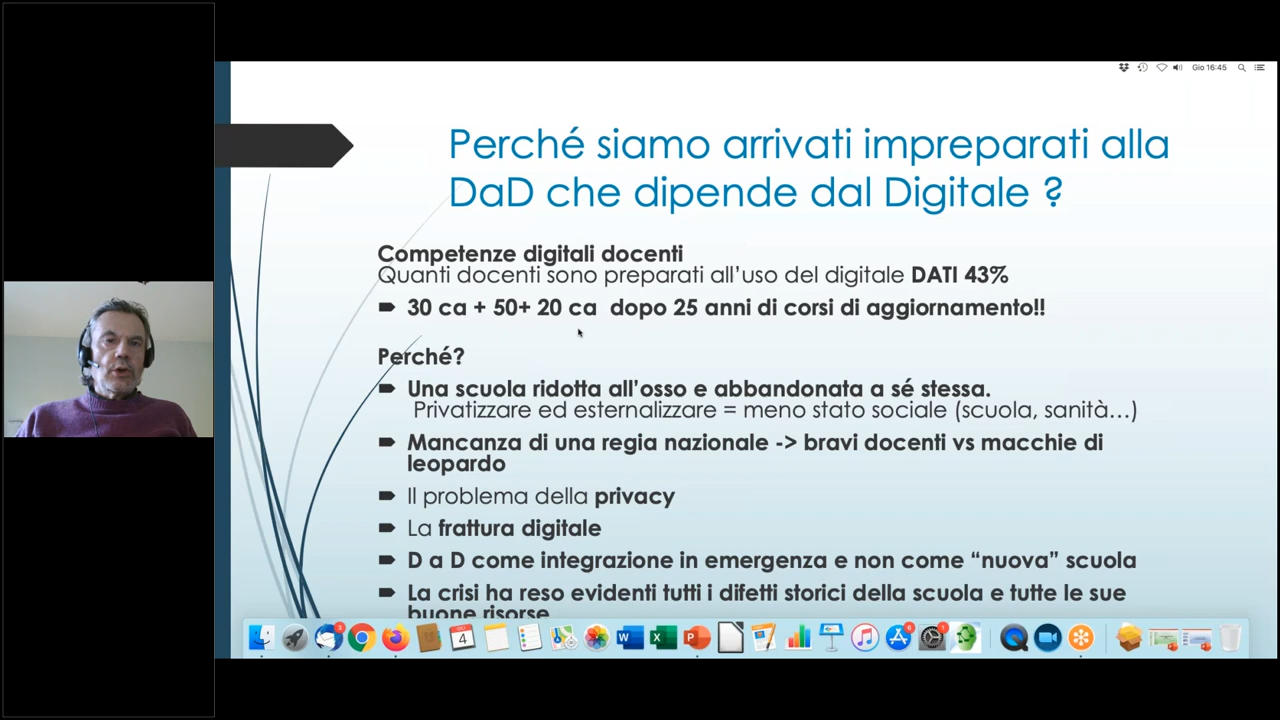 Gio 16:45
Perché siamo arrivati impreparati alla
DaD che dipende dal Digitale ?
Competenze digitali docenti
Quanti docenti sono preparati all’uso del digitale DATI 43%
30 ca + 50+ 20 ca dopo 25 anni di corsi di aggiornamento!!
Perché?
Una scuola ridotta all’osso e abbandonata a sé stessa.
Privatizzare ed esternalizzare = meno stato sociale (scuola, sanità…)
Mancanza di una regia nazionale -> bravi docenti vs macchie di
leopardo
Il problema della privacy
La frattura digitale
D a D come integrazione in emergenza e non come “nuova” scuola
La crisi ha reso evidenti tutti i difetti storici della scuola e tutte le sue
buone risorse
3
4
W
X
P
6
1